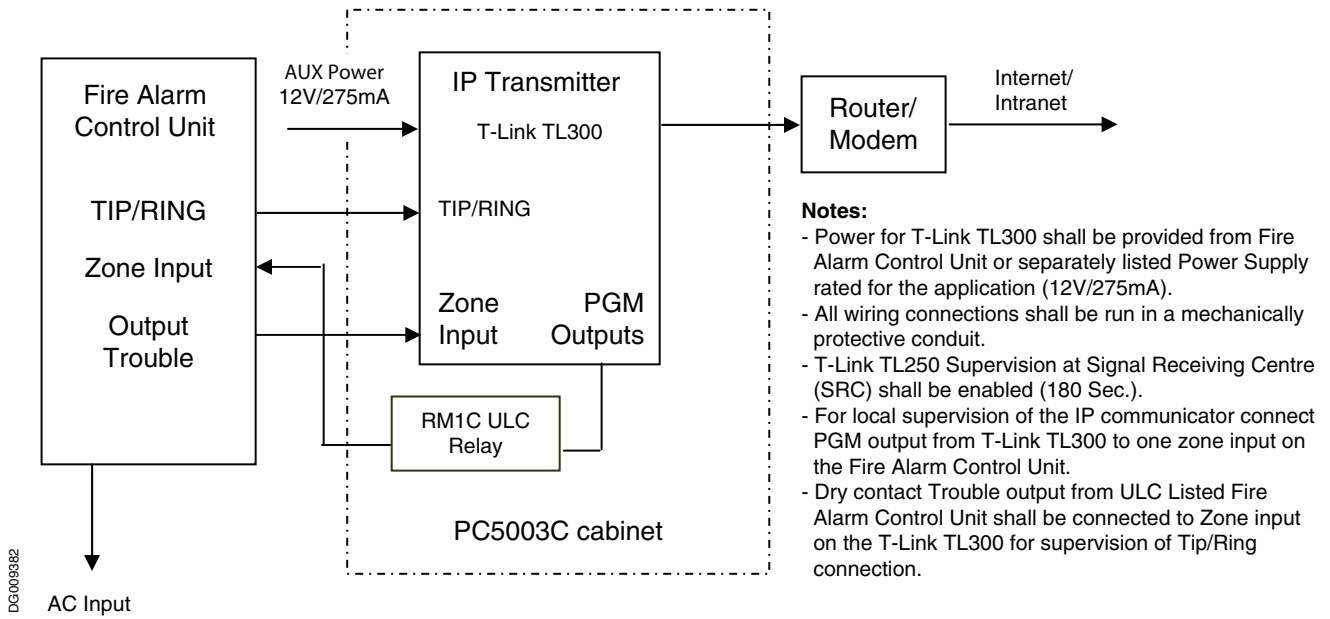 Fire Alarm
Control Unit
TIP/RING
Zone Input
Output
Trouble
AC Input
DG009382
AUX Power
12V/275mA
IP Transmitter
T-Link TL300
TIP/RING
Zone
Input
PGM
Outputs
RM1C ULC
Relay
PC5003C cabinet
Router/
Modem
Internet/
Intranet
Notes:
- Power for T-Link TL300 shall be provided from Fire
Alarm Control Unit or separately listed Power Supply
rated for the application (12V/275mA).
- All wiring connections shall be run in a mechanically
protective conduit.
- T-Link TL250 Supervision at Signal Receiving Centre
(SRC) shall be enabled (180 Sec.).
- For local supervision of the IP communicator connect
PGM output from T-Link TL300 to one zone input on
the Fire Alarm Control Unit.
- Dry contact Trouble output from ULC Listed Fire
Alarm Control Unit shall be connected to Zone input
on the T-Link TL300 for supervision of Tip/Ring
connection.